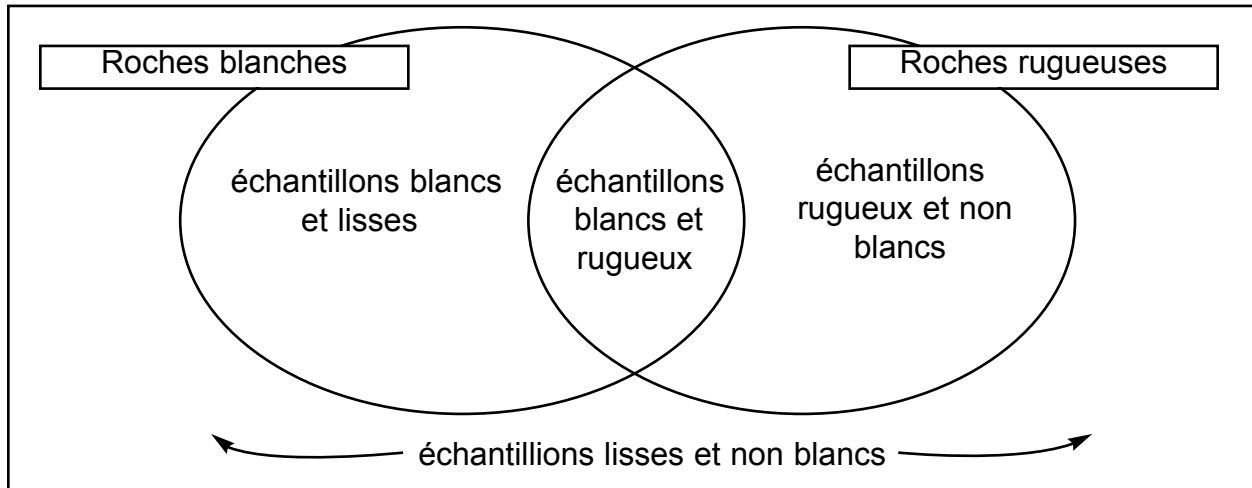 Roches blanches
Roches rugueuses
échantillons blancs
et lisses
échantillons
blancs et
rugueux
échantillons
rugueux et non
blancs
échantillions lisses et non blancs